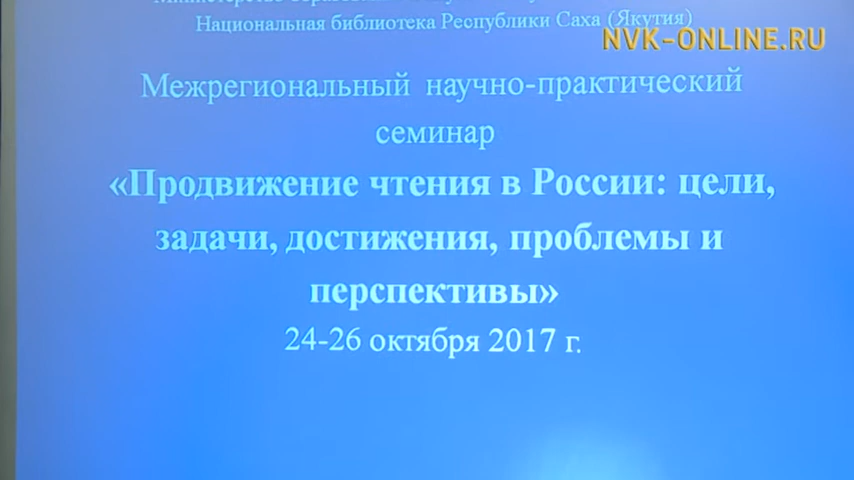 Национальная библиотека Республики Саха (Якутия)
NVK-ONLINE.RU
Межрегиональный научно-практический
семинар
«Продвижение чтения в России: цели,
задачи, достижения, проблемы и
перспективы»
24-26 октября 2017 г.